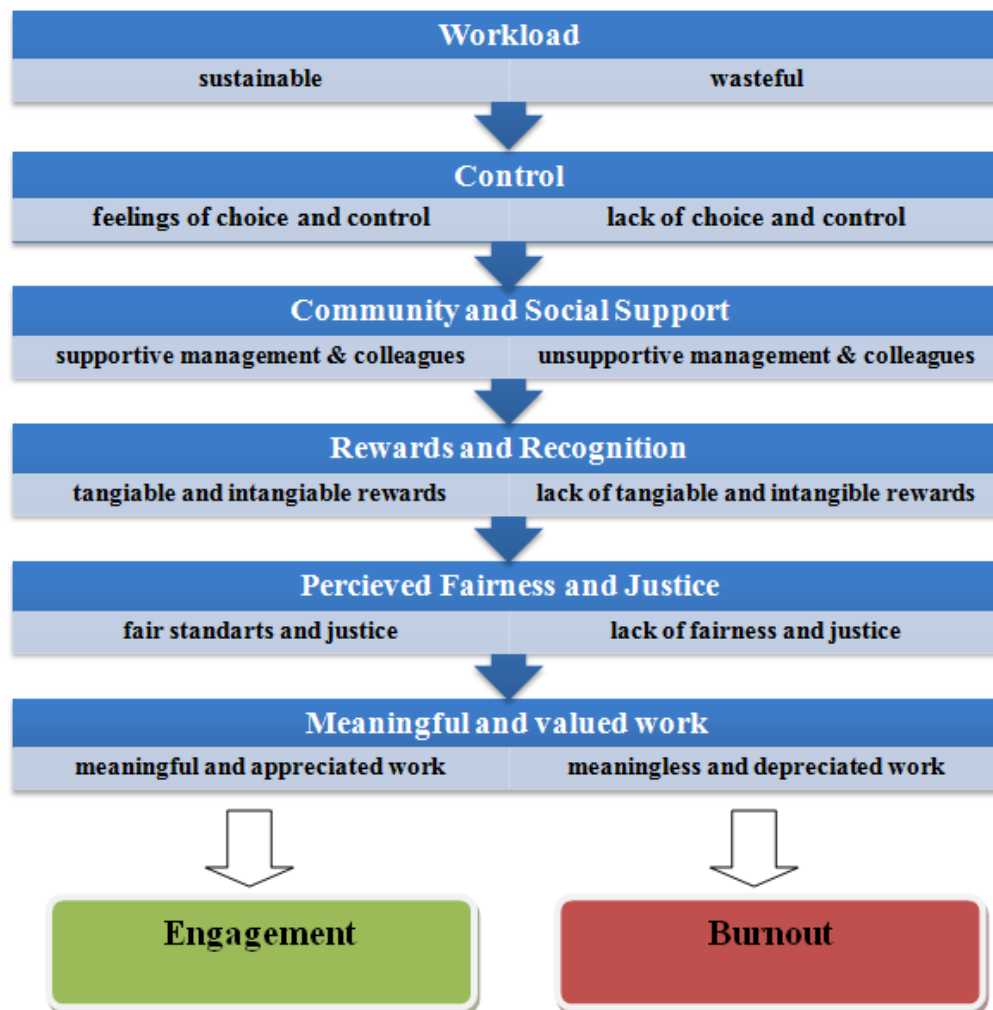 Workload
sustainable wasteful
Control
feelings of choice and control lack of choice and control
Community and Social Support
supportive management & colleagues unsupportive management & colleagues
Rewards and Recognition
tangiable and intangiable rewards lack of tangiable and intangible rewards
Percieved Fairness and Justice
fair standarts and justice lack of fairness and justice
Meaningful and valued work
meaningful and appreciated work meaningless and depreciated work
Engagement Burnout